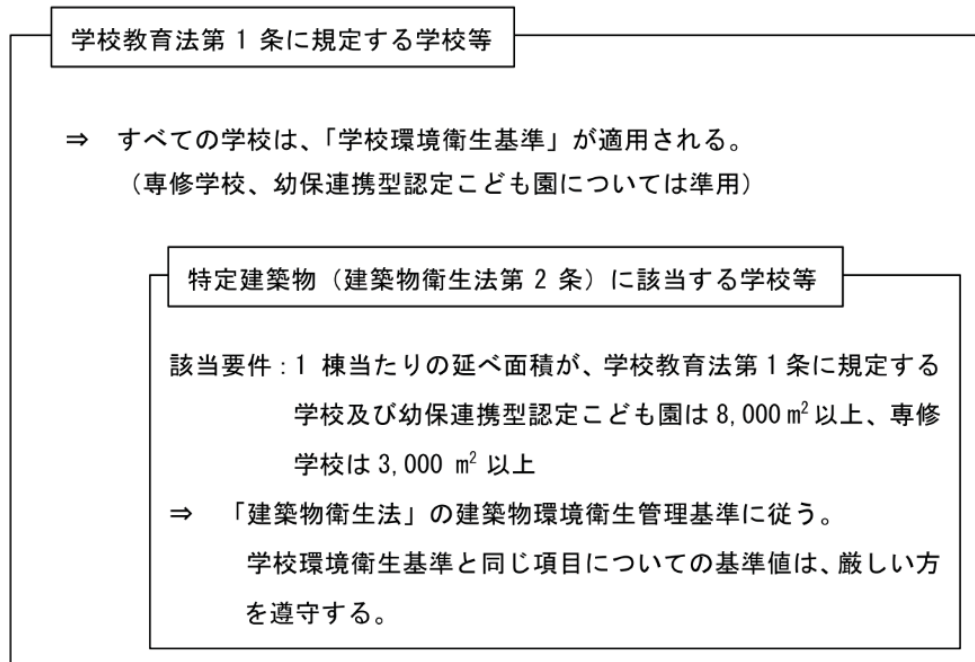 学校教育法第1条に規定する学校等
⇒ すべての学校は、「学校環境衛生基準」が適用される。
（専修学校、幼保連携型認定こども園については準用）
特定建築物（建築物衛生法第2条）に該当する学校等
該当要件：1 棟当たりの延べ面積が、学校教育法第1条に規定する
学校及び幼保連携型認定こども園は8,000㎡以上、専修
学校は3,000 ㎡以上
⇒ 「建築物衛生法」の建築物環境衛生管理基準に従う。
学校環境衛生基準と同じ項目についての基準値は、厳しい方
を遵守する。